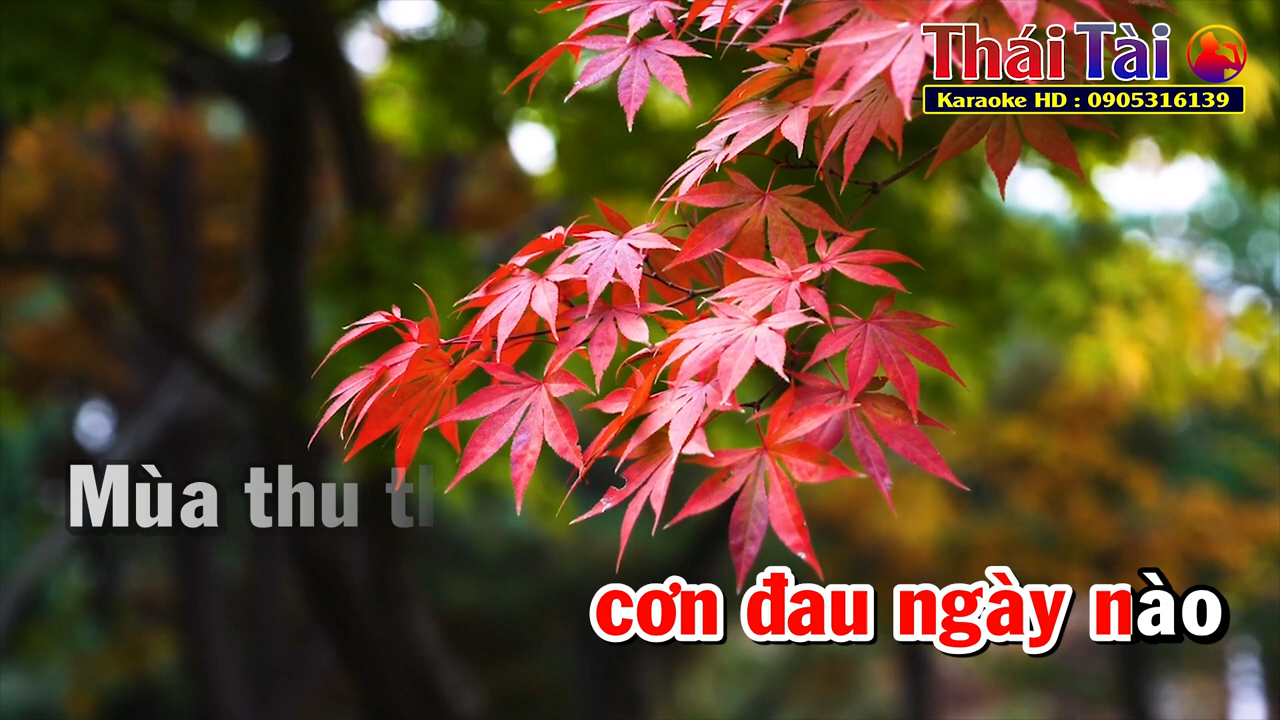 Thái Tài
Karaoke HD : 0905316139
Mùa thu
cơn đau ngày nào